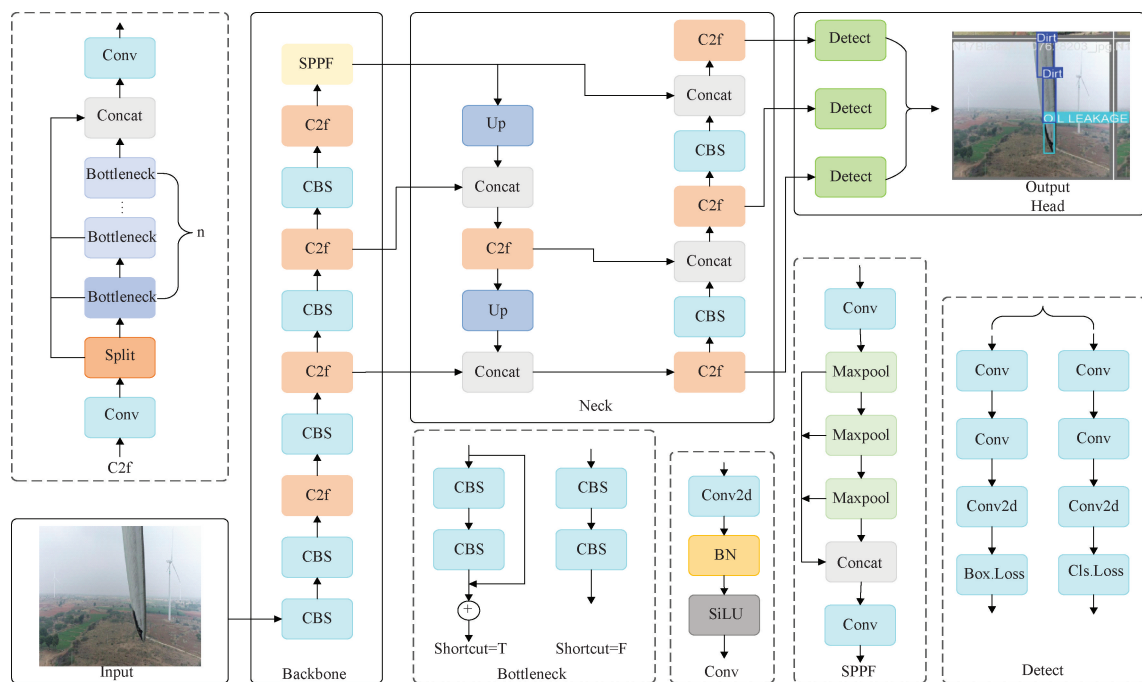 Conv
Concat
Bottleneck
Bottleneck
n
Bottleneck
Split
Conv
C2f
Input
SPPF
C2f
CBS
C2f
CBS
C2f
CBS
C2f
CBS
CBS
Backbone
Up
Concat
C2f
Up
Concat
C2f
Concat
CBS
C2f
Concat
CBS
C2f
Neck
Detect
Detect
Detect
Dirt
Dirt
L LEAKAGE
Output
Head
CBS
CBS
+
Shortcut=T
CBS
CBS
Shortcut=F
Bottleneck
Conv2d
BN
SiLU
Conv
Conv
Maxpool
Maxpool
Maxpool
Concat
Conv
SPPF
Conv
Conv
Conv2d
Box.Loss
Conv
Conv
Conv2d
Cls.Loss
Detect